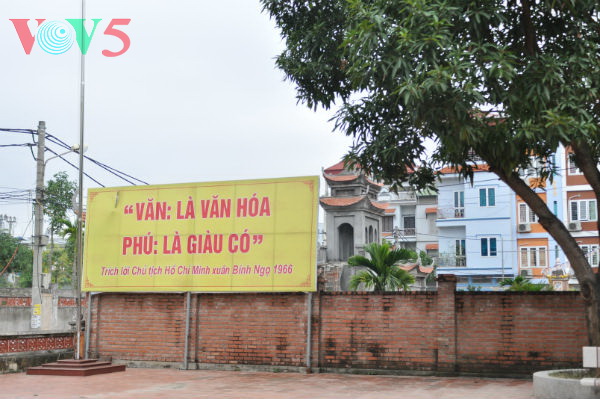 VOV5
“VĂN: LÀ VĂN HÓA
PHÚ: LÀ GIÀU CÓ”
Trích lời Chủ tịch Hồ Chí Minh xuân Bính Ngọ 1966